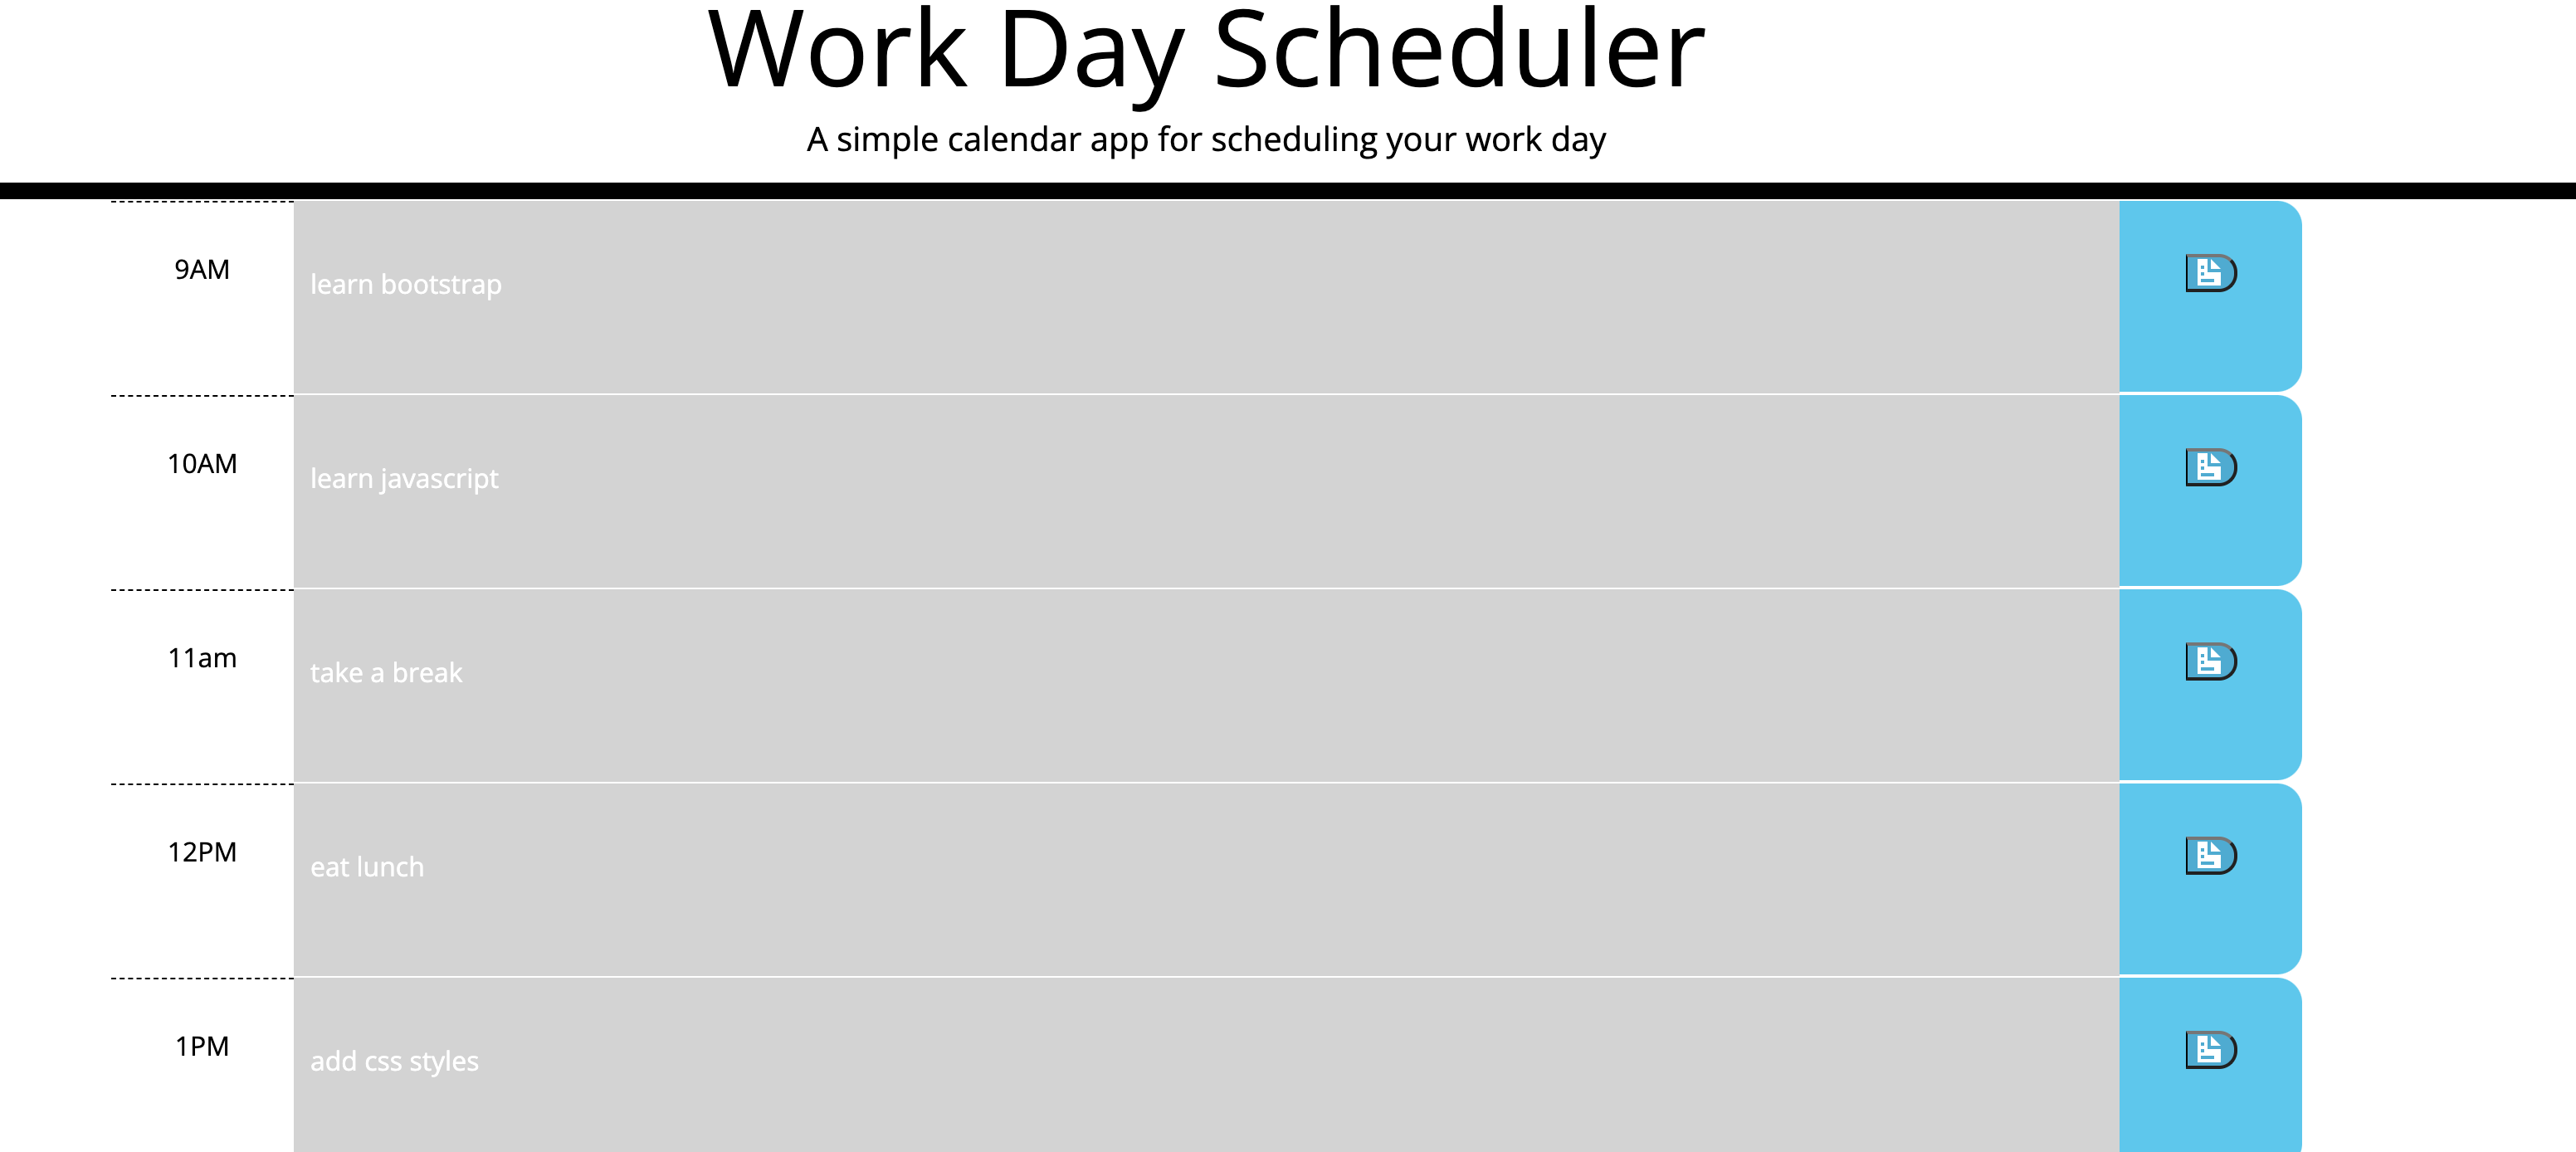 Work Day Scheduler
A simple calendar app for scheduling your work day
9AM
learn bootstrap
10AM
learn javascript
11am
take a break
12PM
eat lunch
1PM
add css styles